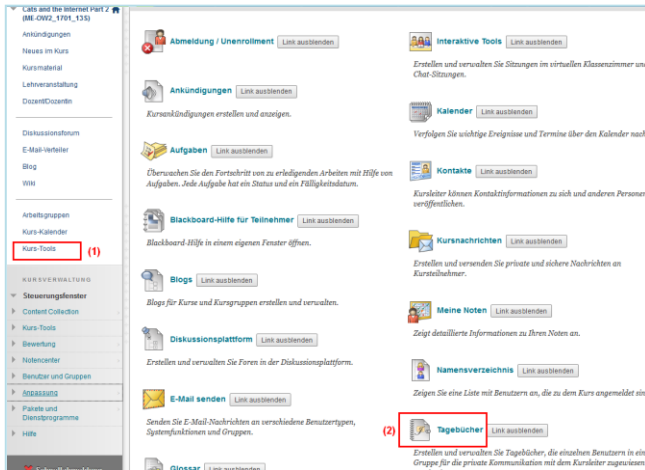 Cats and the Internet Part 2
(ME-OW2_1701_13S)
Ankündigungen
Neues im Kurs
Kursmaterial
Lehrveranstaltung
Dozent/Dozentin
Diskussionsforum
E-Mail-Verteiler
Blog
Wiki
Arbeitsgruppen
Kurs-Kalender
Kurs-Tools
(1)
KURSVERWALTUNG
Steuerungsfenster
Content Collection
Kurs-Tools
Bewertung
Notencenter
Benutzer und Gruppen
Anpassung
Pakete und
Dienstprogramme
Hilfe
Abmeldung / Unenrollment Link ausblenden
Ankündigungen Link ausblenden
Kursankündigungen erstellen und anzeigen.
Aufgaben Link ausblenden
Überwachen Sie den Fortschritt von zu erledigenden Arbeiten mit Hilfe von
Aufgaben. Jede Aufgabe hat ein Status und ein Fälligkeitsdatum.
Blackboard-Hilfe für Teilnehmer Link ausblenden
Blackboard-Hilfe in einem eigenen Fenster öffnen.
Blogs Link ausblenden
Blogs für Kurse und Kursgruppen erstellen und verwalten.
Diskussionsplattform Link ausblenden
Erstellen und verwalten Sie Foren in der Diskussionsplattform.
E-Mail senden Link ausblenden
Senden Sie E-Mail-Nachrichten an verschiedene Benutzertypen,
Systemfunktionen und Gruppen.
Glossar Link ausblenden
Interaktive Tools Link ausblenden
Erstellen und verwalten Sie Sitzungen im virtuellen Klassenzimmer und
Chat-Sitzungen.
Kalender Link ausblenden
Verfolgen Sie wichtige Ereignisse und Termine über den Kalender nach
Kontakte Link ausblenden
Kursleiter können Kontaktinformationen zu sich und anderen Personen
veröffentlichen.
Kursnachrichten Link ausblenden
Erstellen und versenden Sie private und sichere Nachrichten an
Kursteilnehmer.
Meine Noten Link ausblenden
Zeigt detaillierte Informationen zu Ihren Noten an.
Namensverzeichnis Link ausblenden
Zeigen Sie eine Liste mit Benutzern an, die zu dem Kurs angemeldet sin
(2)
Tagebücher Link ausblenden
Erstellen und verwalten Sie Tagebücher, die einzelnen Benutzern in ein
Gruppe für die private Kommunikation mit dem Kursleiter zugewiesen